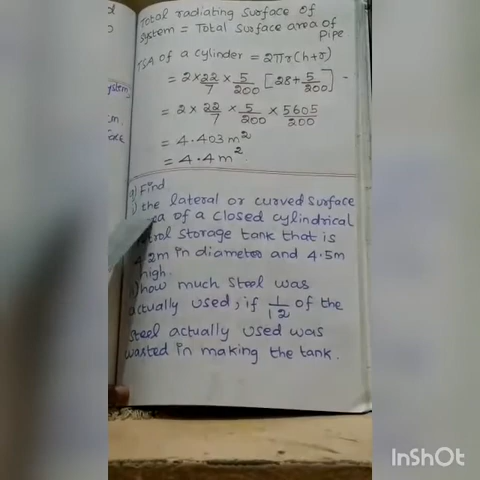 Total radiating surface of
system = Total surface area of
pipe
TSA of a cylinder = 2πr(h+r)
= 2×22/7 × 5/200 [28+5/200]
= 2 × 22/7 × 5/200 × 5605/200
= 4.403m²
= 4.4m²
9) Find
i) the lateral or curved surface
of a closed cylindrical
storage tank that is
4.2m in diameter and 4.5m
high.
how much steel was
actually used, if 1/12 of the
steel actually used was
wasted in making the tank.
InShOt